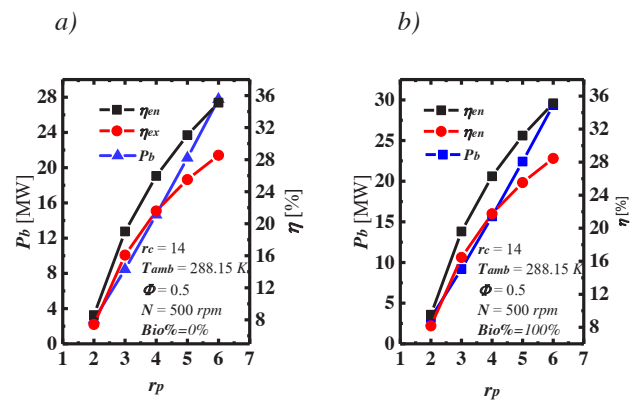 a)
28
24
20
16
12
8
4
0
Pb [MW]
ηen
ηex
Pb
rc = 14
Tamb = 288.15 K
Φ = 0.5
N = 500 rpm
Bio%=0%
36
32
28
24
20
16
12
8
η [%]
1 2 3 4 5 6 7
rp
b)
30
25
20
15
10
5
0
Pb [MW]
ηen
ηen
Pb
rc = 14
Tamb = 288.15 K
Φ = 0.5
N = 500 rpm
Bio%=100%
36
32
28
24
20
16
12
8
η [%]
1 2 3 4 5 6 7
rp